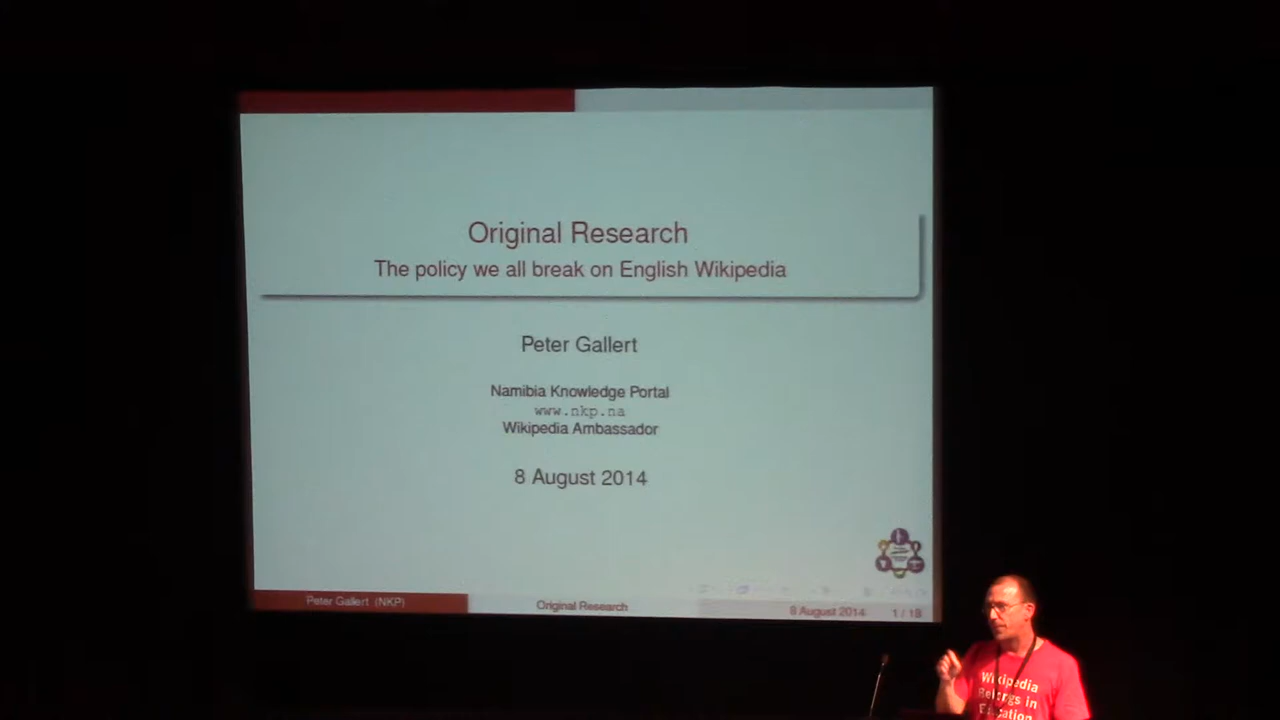 Original Research
The policy we all break on English Wikipedia
Peter Gallert
Namibia Knowledge Portal
www.nkp.na
Wikipedia Ambassador
8 August 2014
Peter Gallert (NKP)
Original Research
8 August 2014
1 / 18
Wikipedia
Belongs in
Education